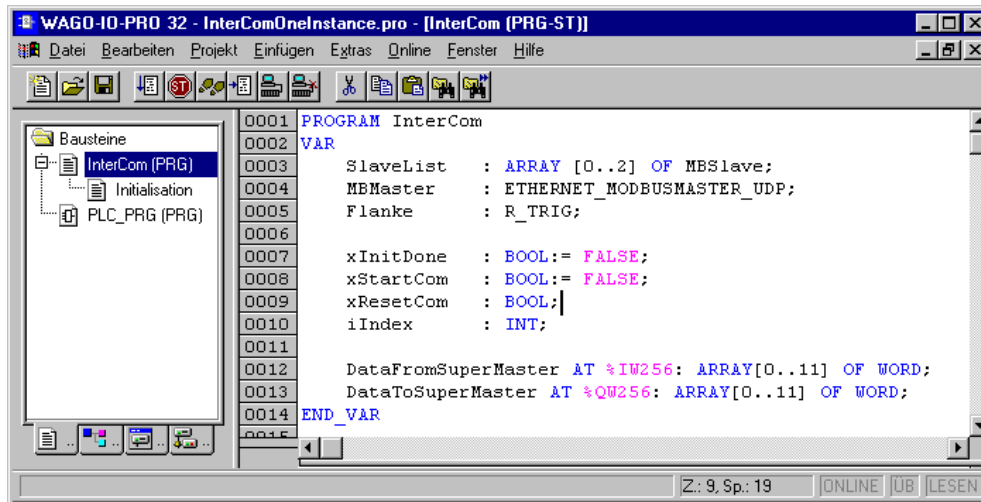 WAGO-IO-PRO 32 - InterComOneInstance.pro - [InterCom (PRG-ST)]
Datei Bearbeiten Projekt Einfügen Extras Online Fenster Hilfe
STOP
Bausteine
InterCom (PRG)
Initialisation
PLC_PRG (PRG)
0001 PROGRAM InterCom
0002 VAR
0003 SlaveList : ARRAY [0..2] OF MBSlave;
0004 MBMaster : ETHERNET_MODBUSMASTER_UDP;
0005 Flanke : R_TRIG;
0006
0007 xInitDone : BOOL:= FALSE;
0008 xStartCom : BOOL:= FALSE;
0009 xResetCom : BOOL;
0010 iIndex : INT;
0011
0012 DataFromSuperMaster AT %IW256: ARRAY[0..11] OF WORD;
0013 DataToSuperMaster AT %QW256: ARRAY[0..11] OF WORD;
0014 END_VAR
0015
.. .. .. ..
Z.: 9, Sp.: 19 ONLINE ÜB LESEN